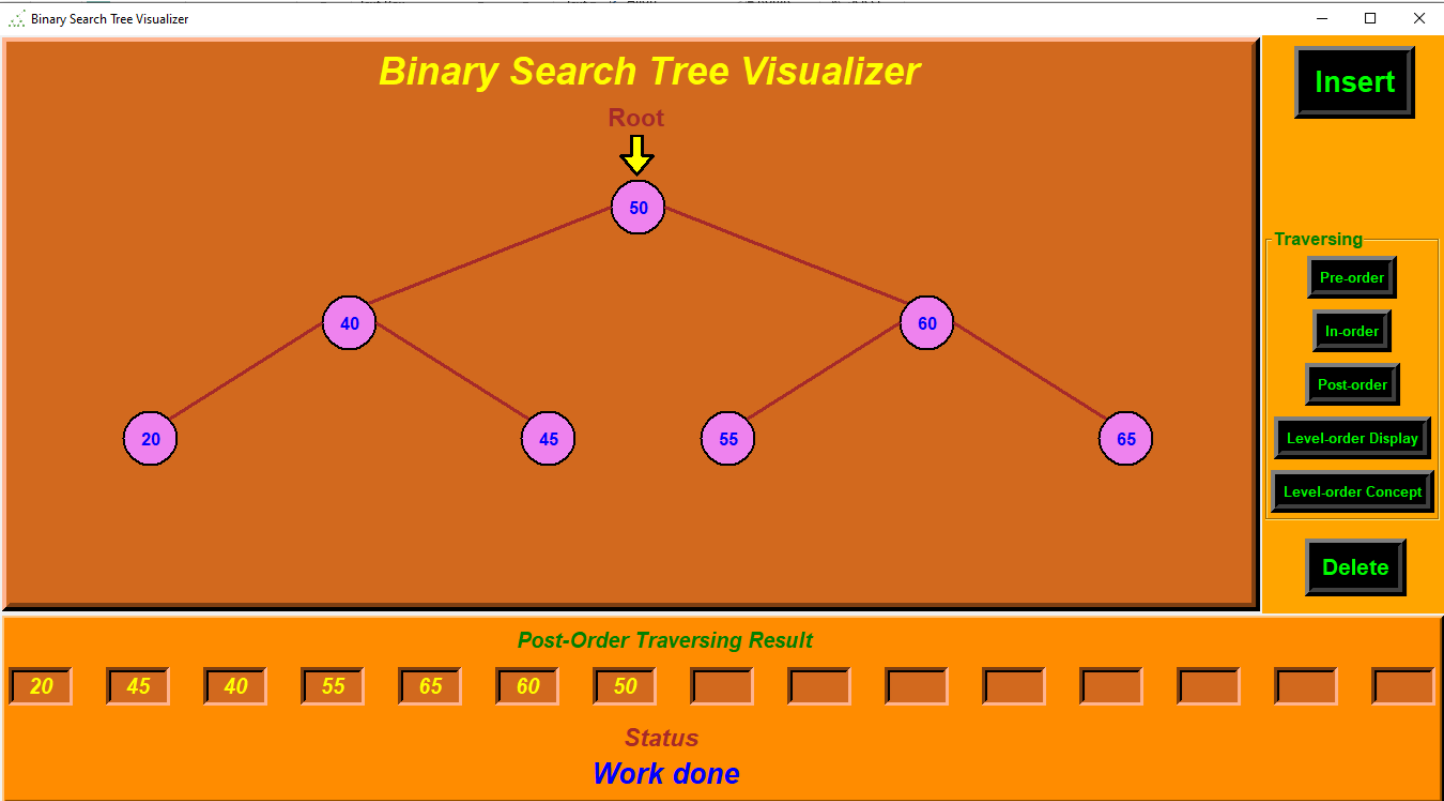 Binary Search Tree Visualizer
Binary Search Tree Visualizer
Insert
Root
50
Traversing
Pre-order
40
60
In-order
Post-order
20
45
55
65
Level-order Display
Level-order Concept
Delete
Post-Order Traversing Result
20 45 40 55 65 60 50
Status
Work done